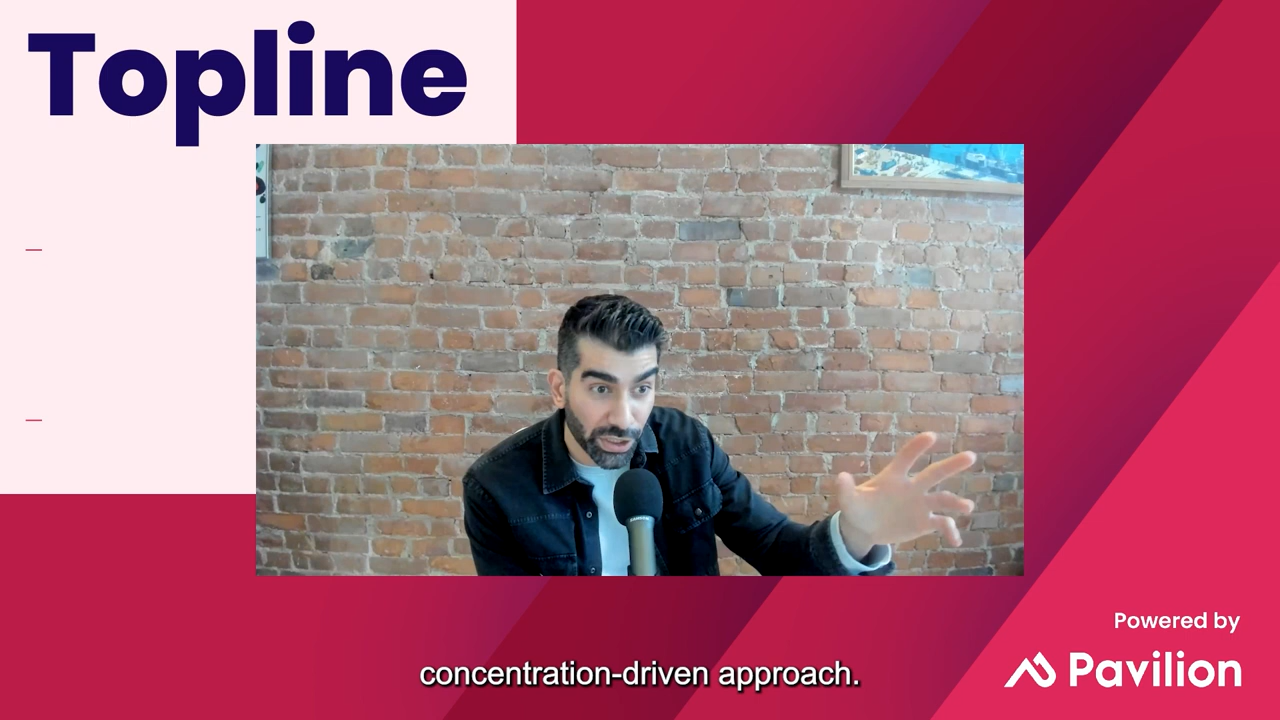 Topline
Powered by
Pavilion
concentration-driven approach.